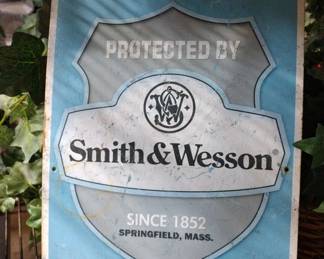 PROTECTED BY
Smith&Wesson®
SINCE 1852
SPRINGFIELD, MASS.